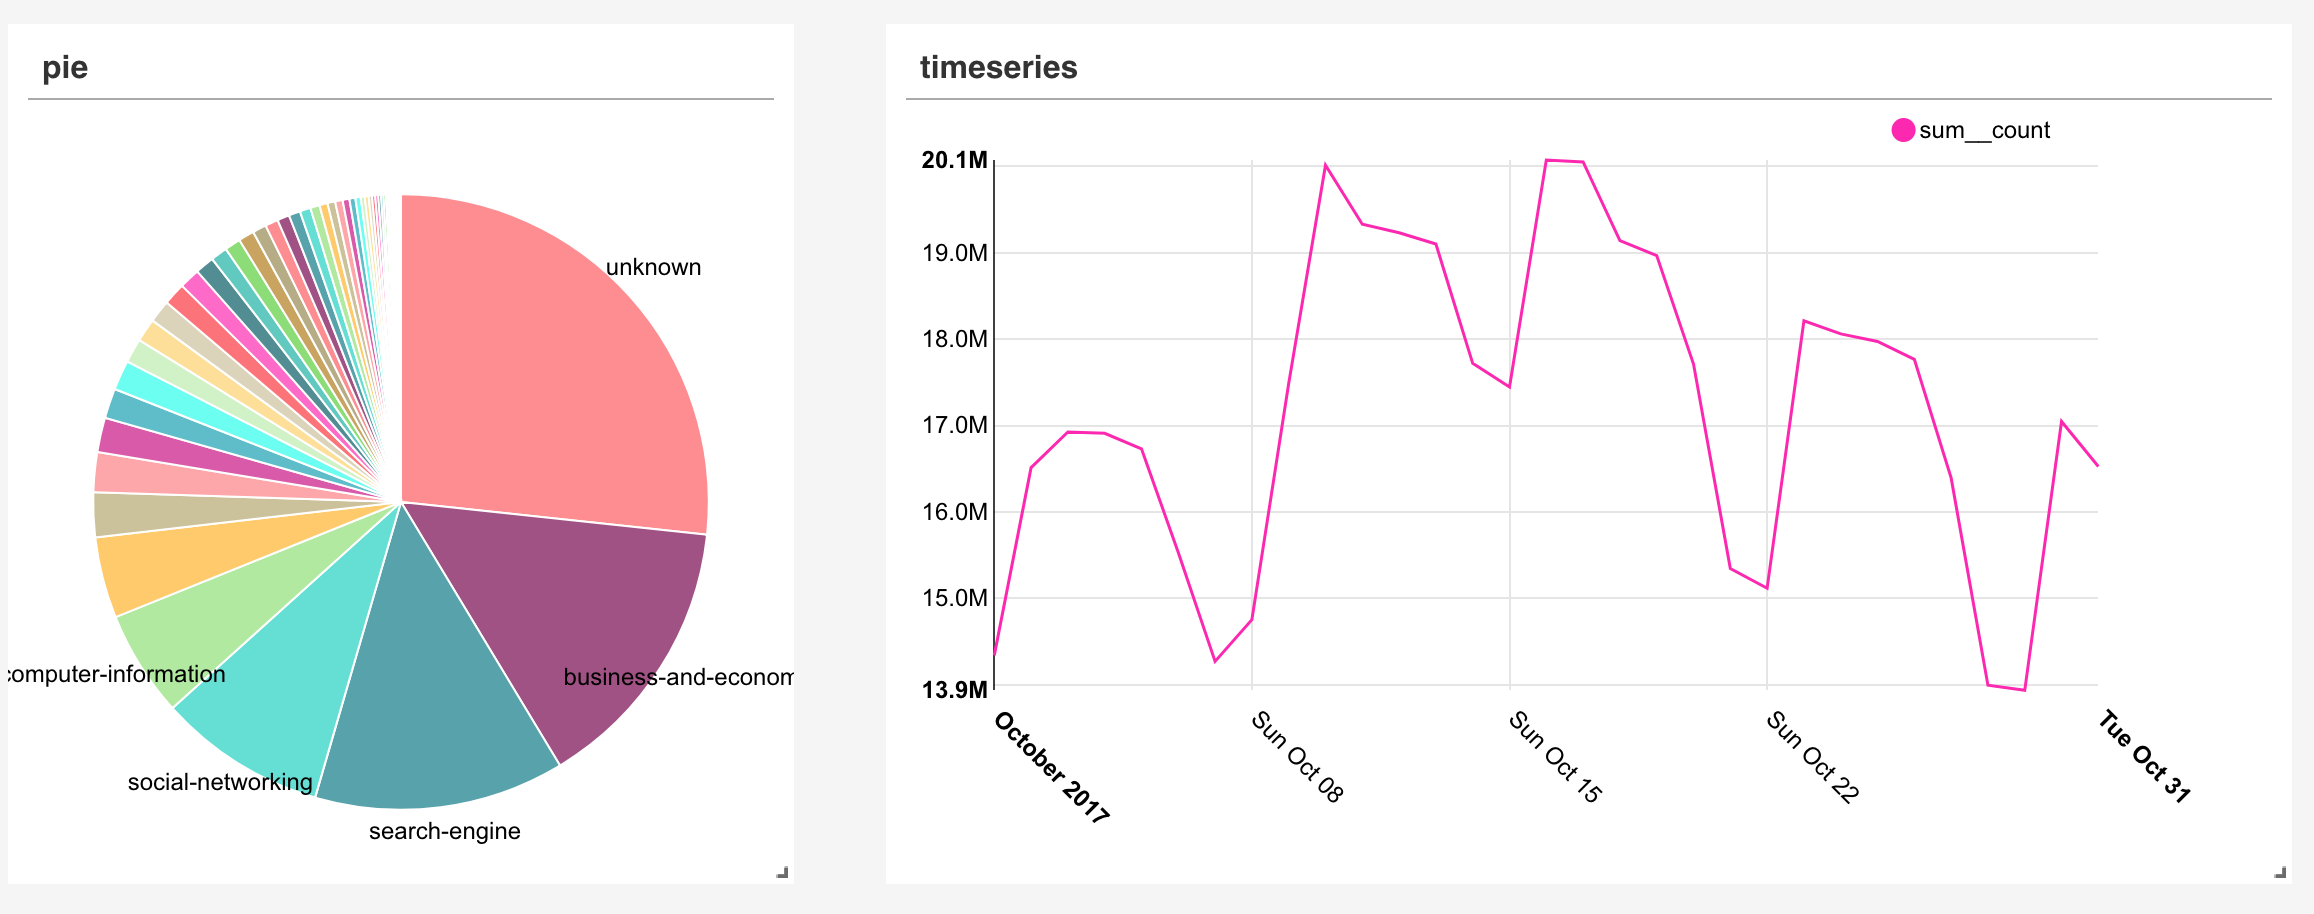 pie
unknown
computer-information
business-and-econom
social-networking
search-engine
timeseries
sum__count
20.1M
19.0M
18.0M
17.0M
16.0M
15.0M
13.9M
October 2017
Sun Oct 08
Sun Oct 15
Sun Oct 22
Tue Oct 31